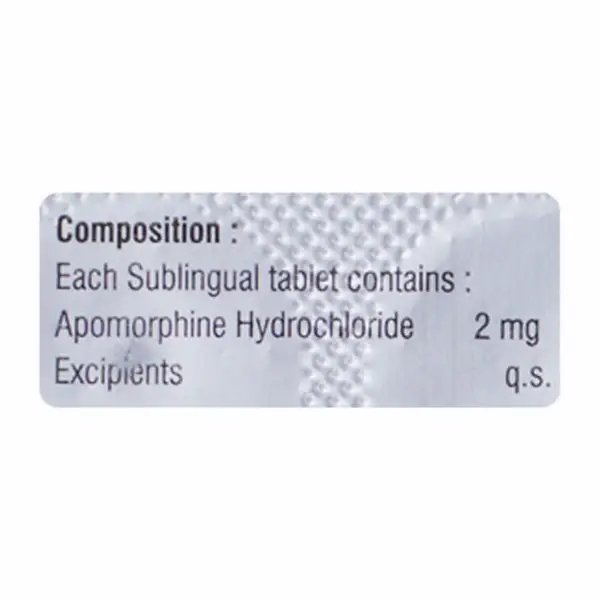 Composition :
Each Sublingual tablet contains :
Apomorphine Hydrochloride 2 mg
Excipients q.s.